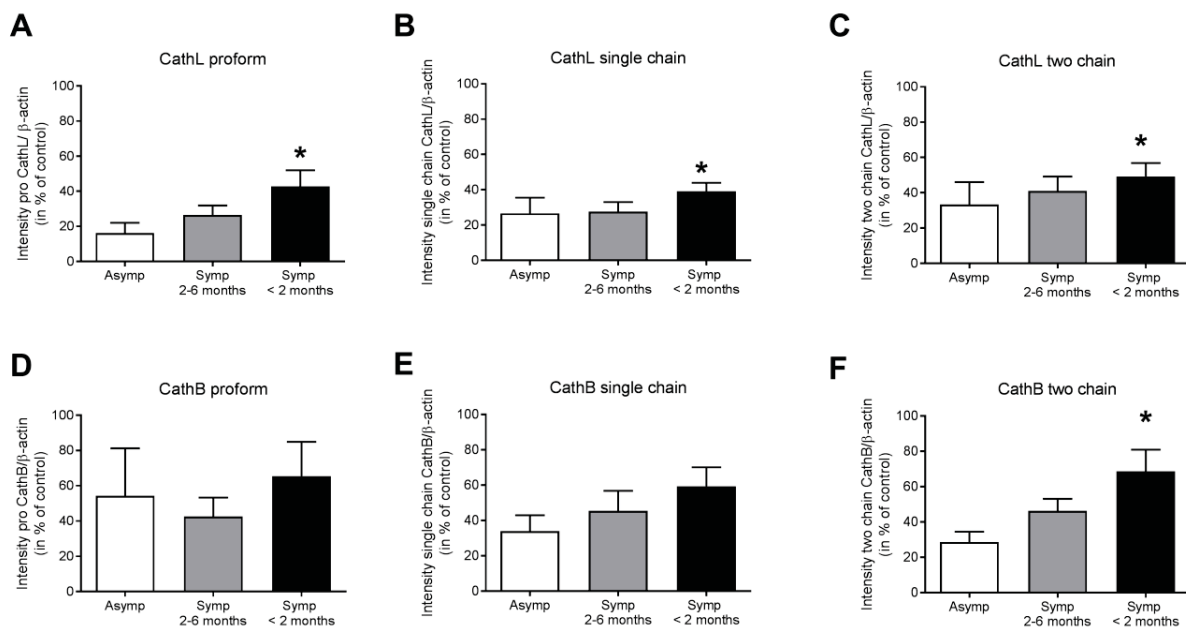 A
CathL proform
Intensity pro CathL/ β-actin
(in % of control)
100
80
60
40
20
0
*
Asymp
Symp
2-6 months
Symp
< 2 months
B
CathL single chain
Intensity single chain CathL/β-actin
(in % of control)
100
80
60
40
20
0
*
Asymp
Symp
2-6 months
Symp
< 2 months
C
CathL two chain
Intensity two chain CathL/β-actin
(in % of control)
100
80
60
40
20
0
*
Asymp
Symp
2-6 months
Symp
< 2 months
D
CathB proform
Intensity pro CathB/β-actin
(in % of control)
100
80
60
40
20
0
Asymp
Symp
2-6 months
Symp
< 2 months
E
CathB single chain
Intensity single chain CathB/β-actin
(in % of control)
100
80
60
40
20
0
Asymp
Symp
2-6 months
Symp
< 2 months
F
CathB two chain
Intensity two chain CathB/β-actin
(in % of control)
100
80
60
40
20
0
*
Asymp
Symp
2-6 months
Symp
< 2 months